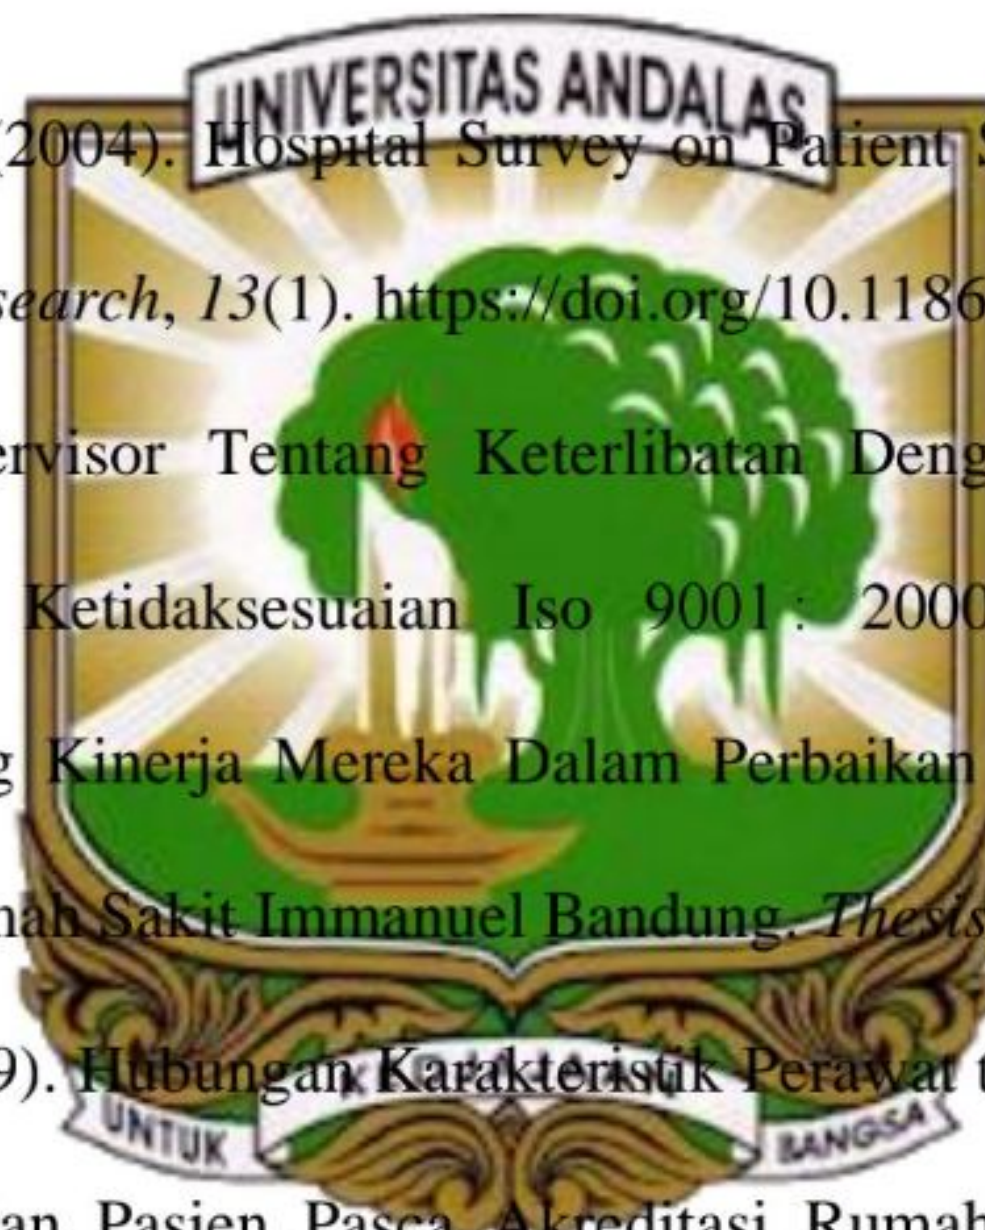 UNIVERSITAS ANDALAS
(2004). Hospital Survey on Patient S
search, 13(1). https://doi.org/10.1186
ervisor Tentang Keterlibatan Deng
Ketidaksesuaian Iso 9001 : 2000
g Kinerja Mereka Dalam Perbaikan
mah Sakit Immanuel Bandung. Thesis
9). Hubungan Karakteristik Perawat t
UNTUK BANGSA
an Pasien Pasca Akreditasi Rumah